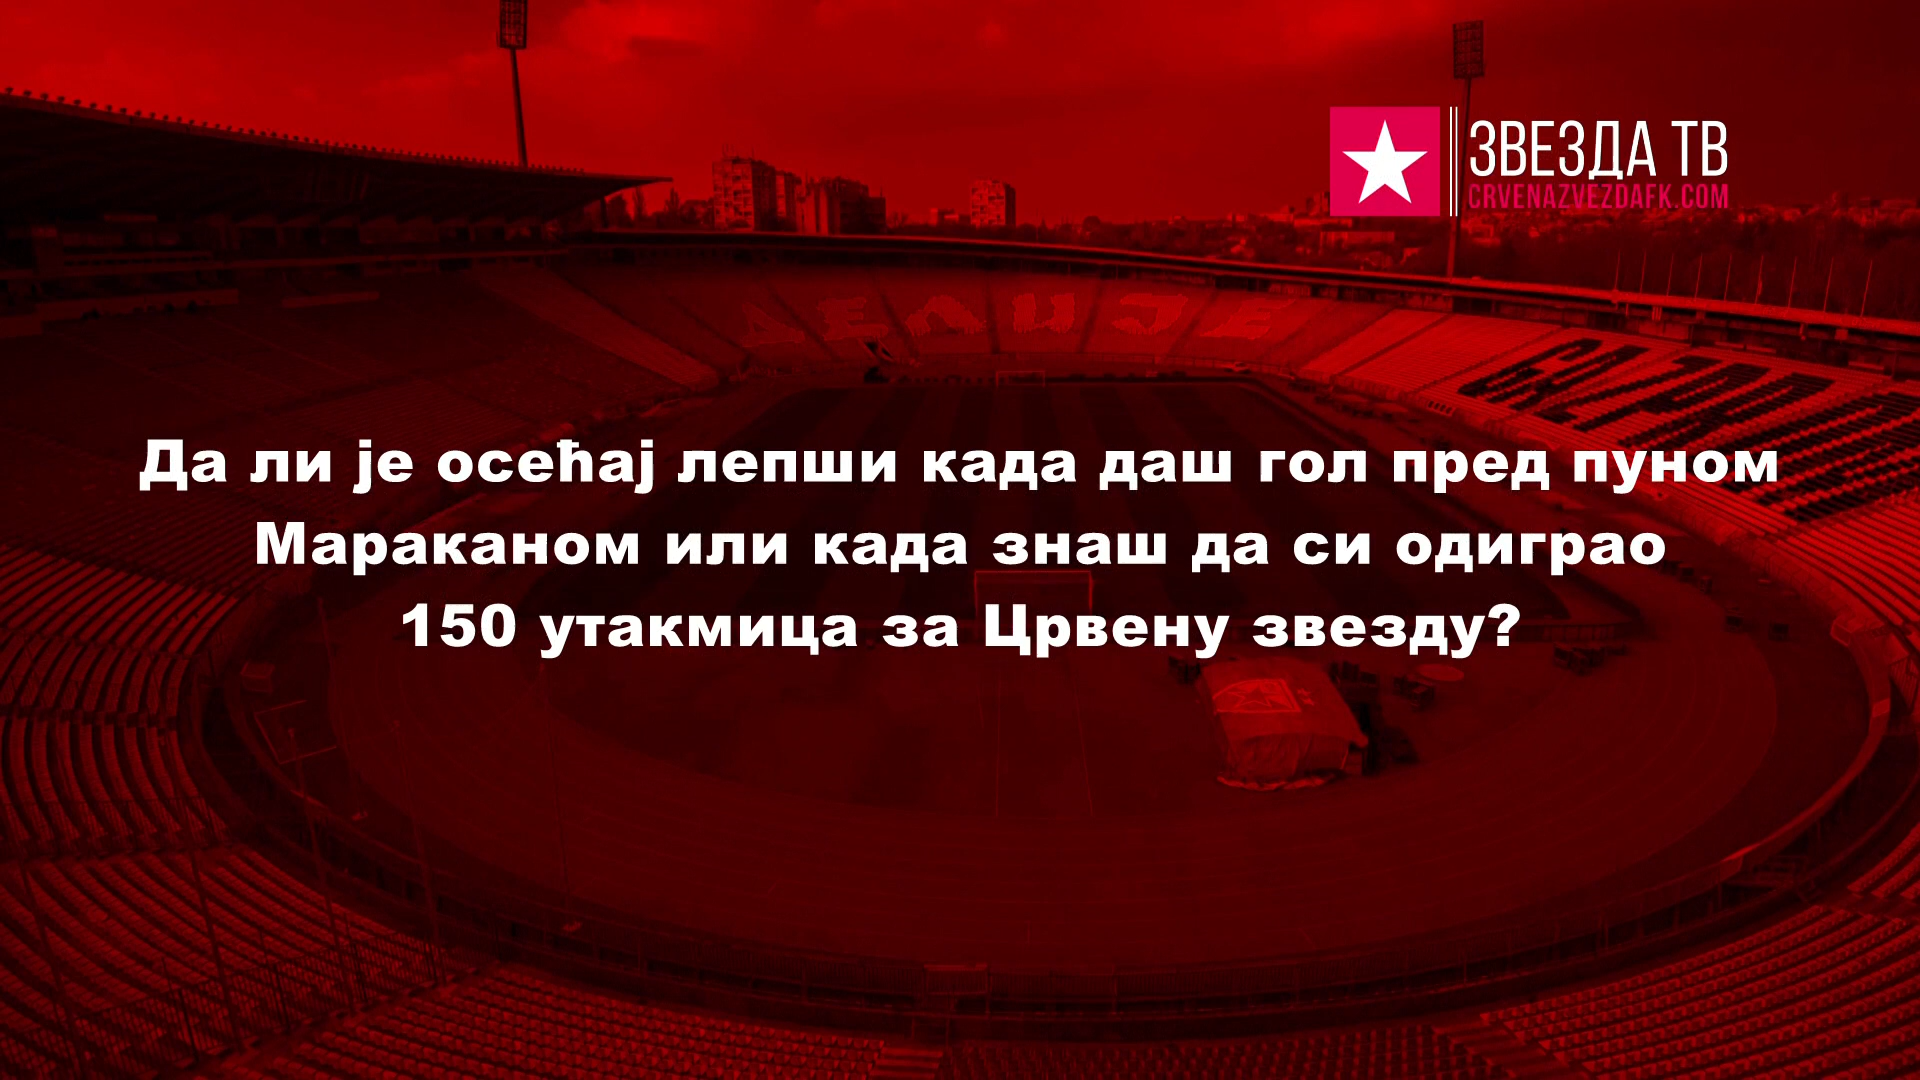 ЗВЕЗДА ТВ
CRVENAZVEZDAFK.COM
ДЕЛИЈЕ
Да ли је осећај лепши када даш гол пред пуном
Мараканом или када знаш да си одиграо
150 утакмица за Црвену звезду?